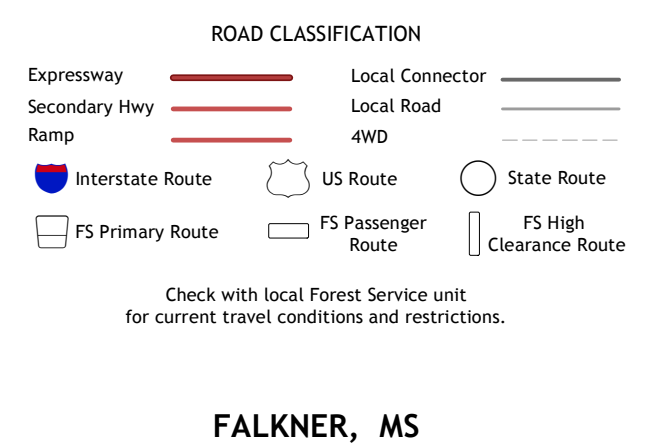 ROAD CLASSIFICATION
Expressway
Local Connector
Secondary Hwy
Local Road
Ramp
4WD
Interstate Route
US Route
State Route
FS Primary Route
FS Passenger
Route
FS High
Clearance Route
Check with local Forest Service unit
for current travel conditions and restrictions.
FALKNER, MS